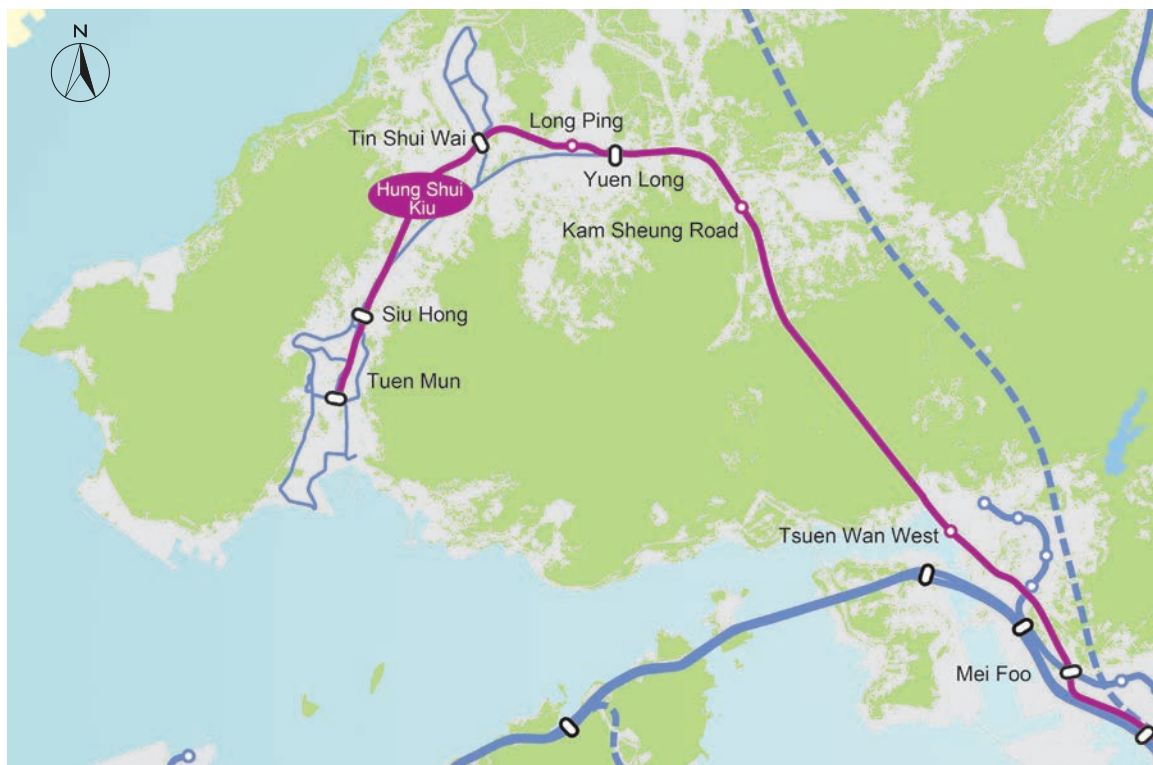 N
Long Ping
Tin Shui Wai
Yuen Long
Hung Shui
Kiu
Kam Sheung Road
Siu Hong
Tuen Mun
Tsuen Wan West
Mei Foo